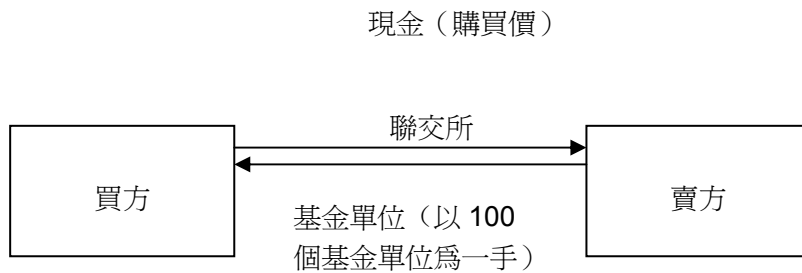 現金（購買價）
聯交所
買方
賣方
基金單位（以 100
個基金單位爲一手）